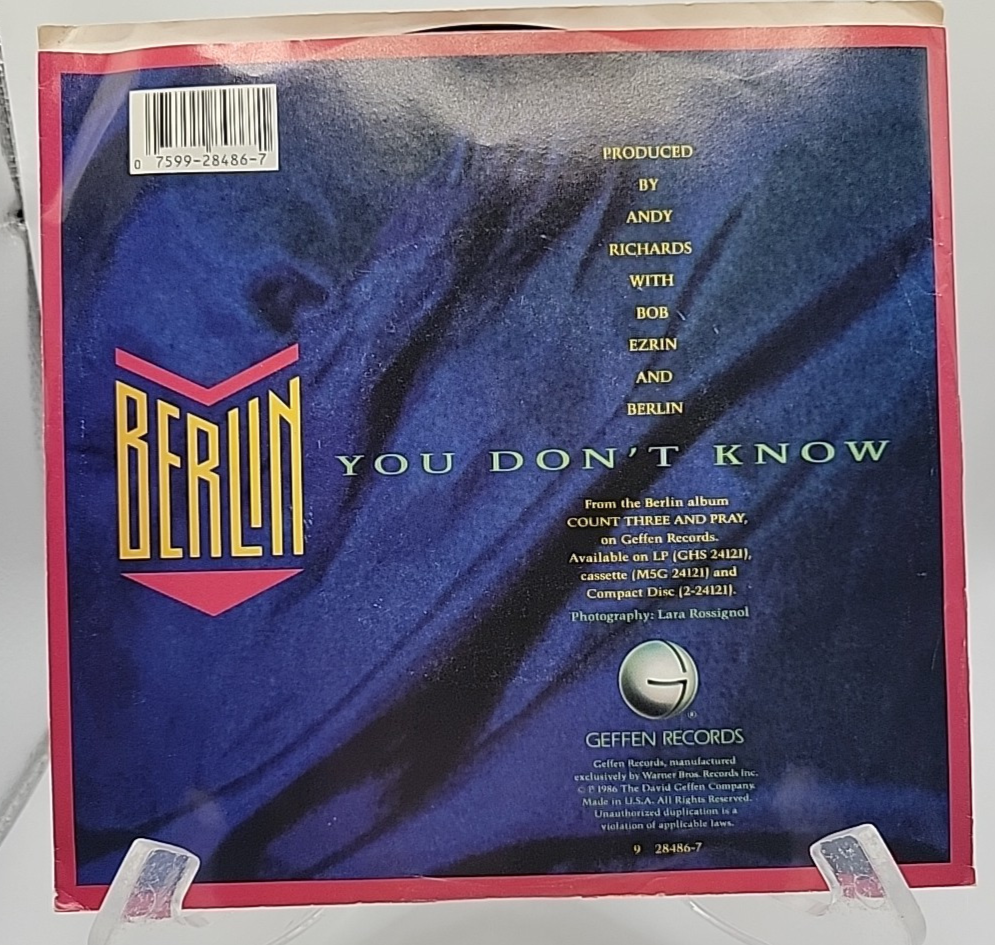 0 7599-28486-7
PRODUCED
BY
ANDY
RICHARDS
WITH
BOB
EZRIN
AND
BERLIN
BERLIN
YOU DON'T KNOW
From the Berlin album
COUNT THREE AND PRAY,
on Geffen Records.
Available on LP (GHS 24121),
cassette (M5G 24121) and
Compact Disc (2-24121).
Photography: Lara Rossignol
G
®
GEFFEN RECORDS
Geffen Records, manufactured
exclusively by Warner Bros. Records Inc.
© ℗ 1986 The David Geffen Company.
Made in U.S.A. All Rights Reserved.
Unauthorized duplication is a
violation of applicable laws.
9 28486-7